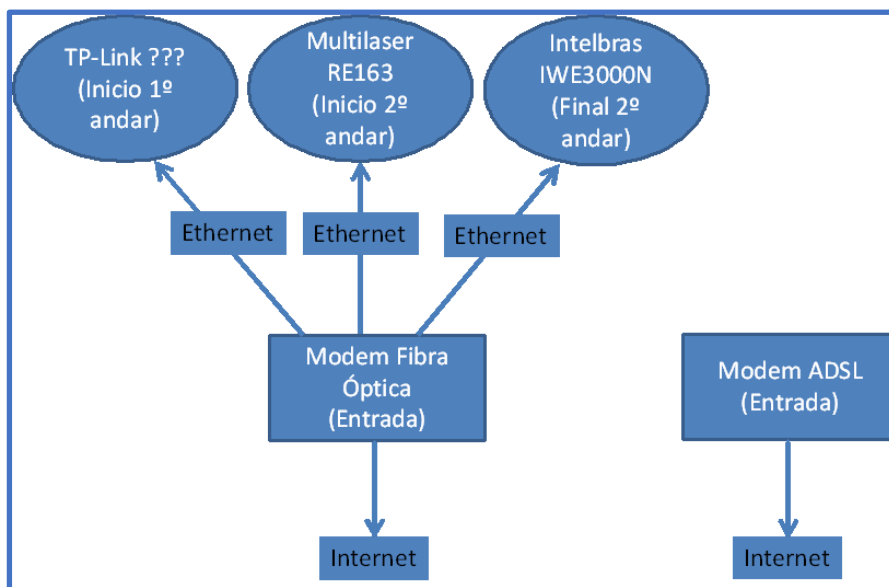 TP-Link ???
(Inicio 1º
andar)
Multilaser
RE163
(Inicio 2º
andar)
Intelbras
IWE3000N
(Final 2º
andar)
Ethernet
Ethernet
Ethernet
Modem Fibra
Óptica
(Entrada)
Modem ADSL
(Entrada)
Internet
Internet